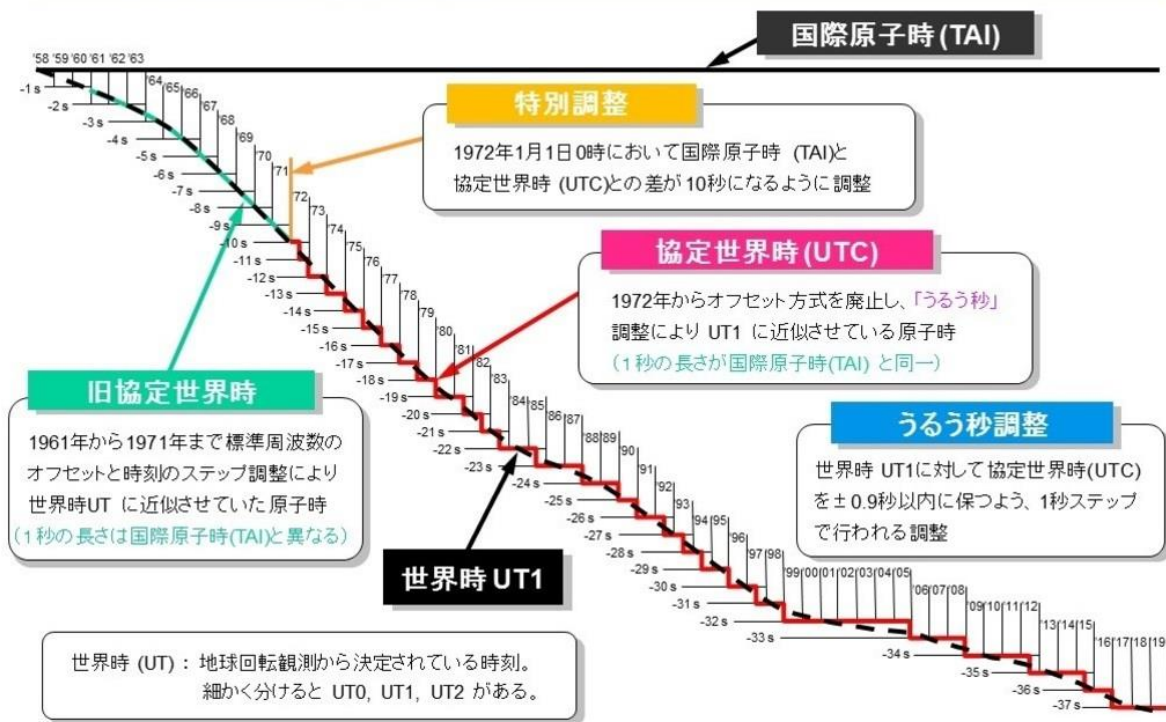 国際原子時(TAI)
'58 '59 '60 '61 '62 '63
'64
'65
'66
'67
'68
'69
'70
'71
'72
'73
'74
'75
'76
'77
'78
'79
'80
'81
'82
'83
'84
'85
'86
'87
'88
'89
'90
'91
'92
'93
'94
'95
'96
'97
'98
'99
'00
'01
'02
'03
'04
'05
'06
'07
'08
'09
'10
'11
'12
'13
'14
'15
'16
'17
'18
'19
-1 s
-2 s
-3 s
-4 s
-5 s
-6 s
-7 s
-8 s
-9 s
-10 s
-11 s
-12 s
-13 s
-14 s
-15 s
-16 s
-17 s
-18 s
-19 s
-20 s
-21 s
-22 s
-23 s
-24 s
-25 s
-26 s
-27 s
-28 s
-29 s
-30 s
-31 s
-32 s
-33 s
-34 s
-35 s
-36 s
-37 s
特別調整
1972年1月1日0時において国際原子時 (TAI)と
協定世界時 (UTC)との差が10秒になるように調整
協定世界時(UTC)
1972年からオフセット方式を廃止し、「うるう秒」
調整により UT1 に近似させている原子時
(1秒の長さが国際原子時(TAI) と同一)
旧協定世界時
1961年から1971年まで標準周波数の
オフセットと時刻のステップ調整により
世界時UT に近似させていた原子時
(1秒の長さは国際原子時(TAI)と異なる)
うるう秒調整
世界時 UT1に対して協定世界時(UTC)
を±0.9秒以内に保つよう、1秒ステップ
で行われる調整
世界時 UT1
世界時 (UT) : 地球回転観測から決定されている時刻。
細かく分けると UT0, UT1, UT2 がある。